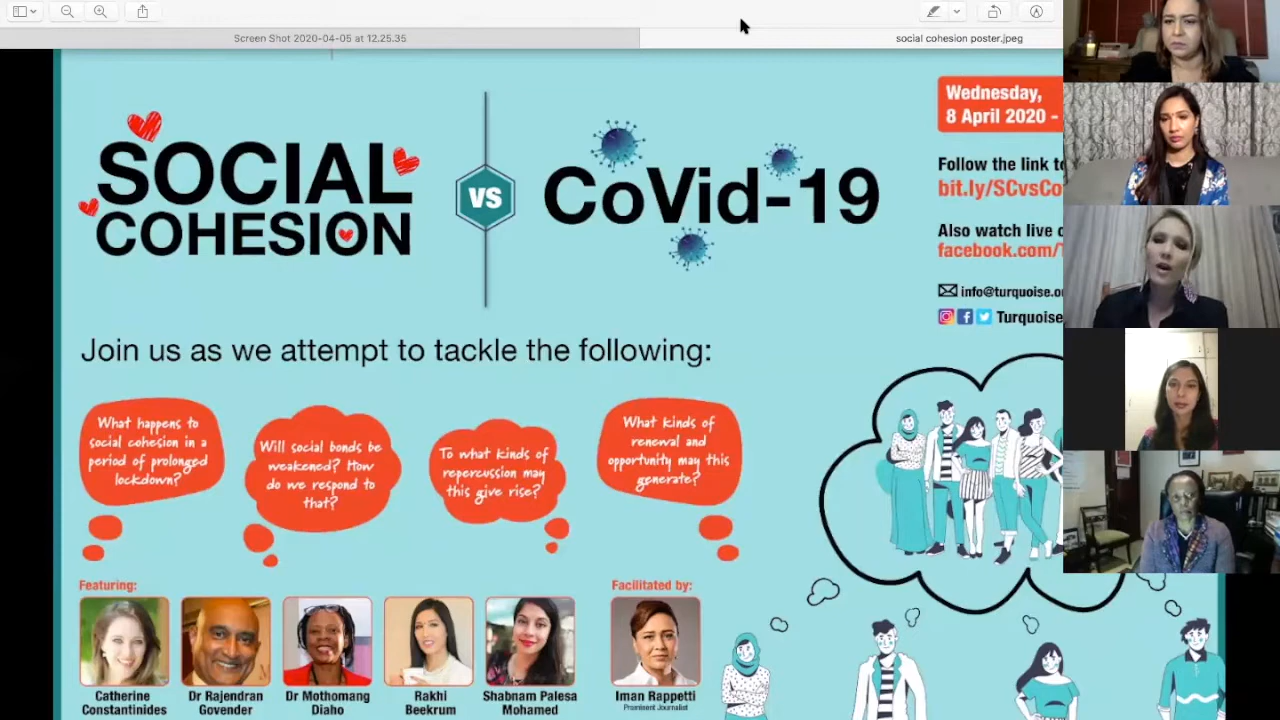 Screen Shot 2020-04-05 at 12.25.35
social cohesion poster.jpeg
SOCIAL
COHESION
VS
CoVid-19
Wednesday,
8 April 2020 -
Follow the link to
bit.ly/SCvsCo
Also watch live o
facebook.com/T
info@turquoise.or
Turquoise
Join us as we attempt to tackle the following:
What happens to
social cohesion in a
period of prolonged
lockdown?
Will social bonds be
weakened? How
do we respond to
that?
To what kinds of
repercussion may
this give rise?
What kinds of
renewal and
opportunity may this
generate?
Featuring:
Catherine
Constantinides
Dr Rajendran
Govender
Dr Mothomang
Diaho
Rakhi
Beekrum
Shabnam Palesa
Mohamed
Facilitated by:
Iman Rappetti
Prominent Journalist